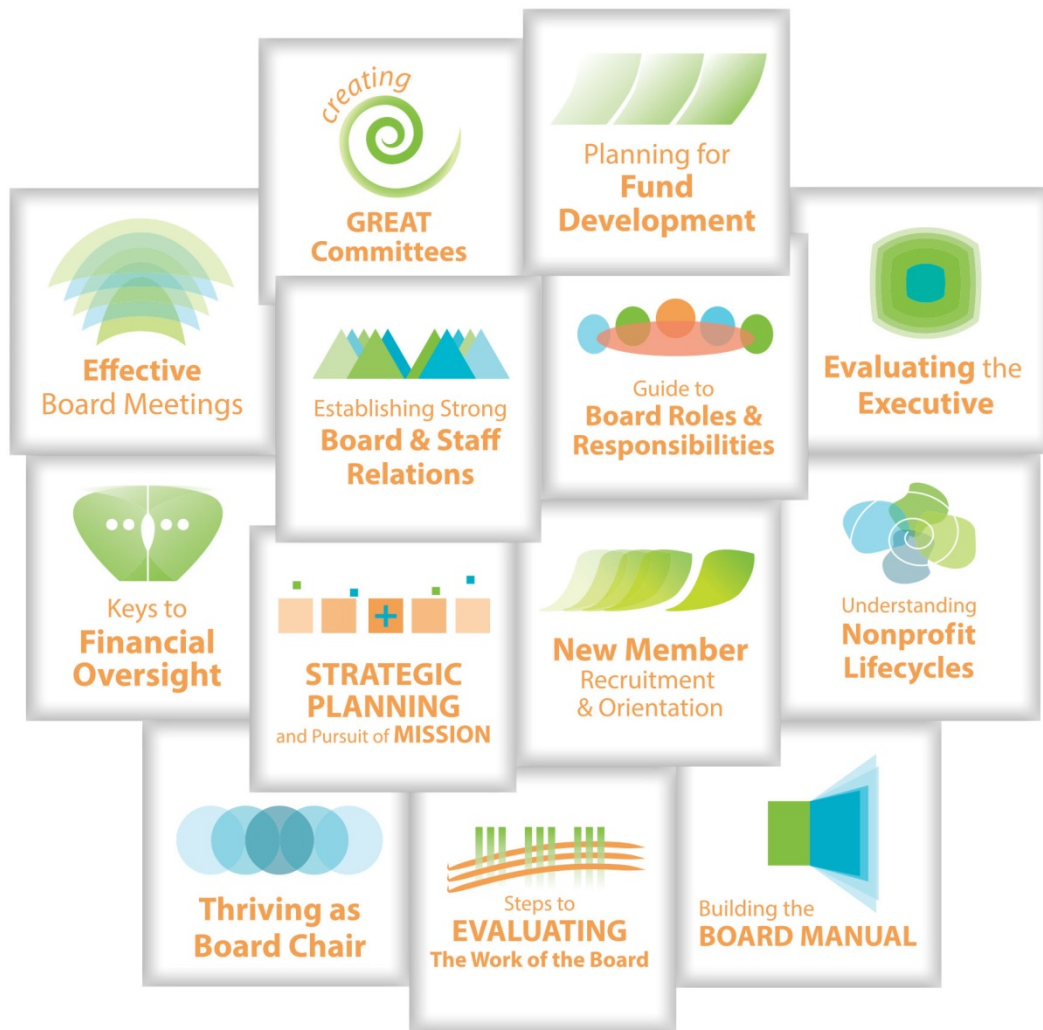 creating
GREAT
Committees
Planning for
Fund
Development
Effective
Board Meetings
Establishing Strong
Board & Staff
Relations
Guide to
Board Roles &
Responsibilities
Evaluating the
Executive
Keys to
Financial
Oversight
STRATEGIC
PLANNING
and Pursuit of MISSION
New Member
Recruitment
& Orientation
Understanding
Nonprofit
Lifecycles
Thriving as
Board Chair
Steps to
EVALUATING
The Work of the Board
Building the
BOARD MANUAL